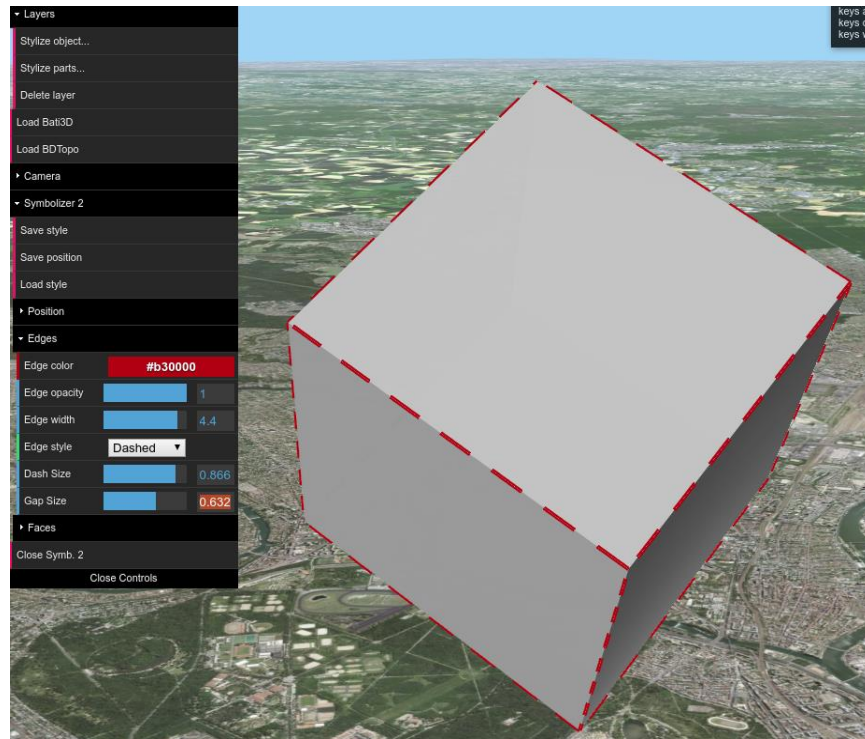 Layers
Stylize object...
Stylize parts...
Delete layer
Load Bati3D
Load BDTopo
Camera
Symbolizer 2
Save style
Save position
Load style
Position
Edges
Edge color #b30000
Edge opacity 1
Edge width 4.4
Edge style Dashed
Dash Size 0.866
Gap Size 0.632
Faces
Close Symb. 2
Close Controls
keys
keys
keys